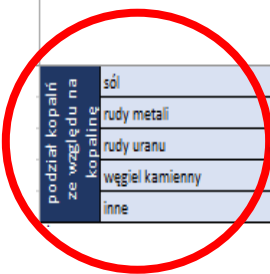 podział kopalń
ze względu na
kopalinę
sól
rudy metali
rudy uranu
węgiel kamienny
inne